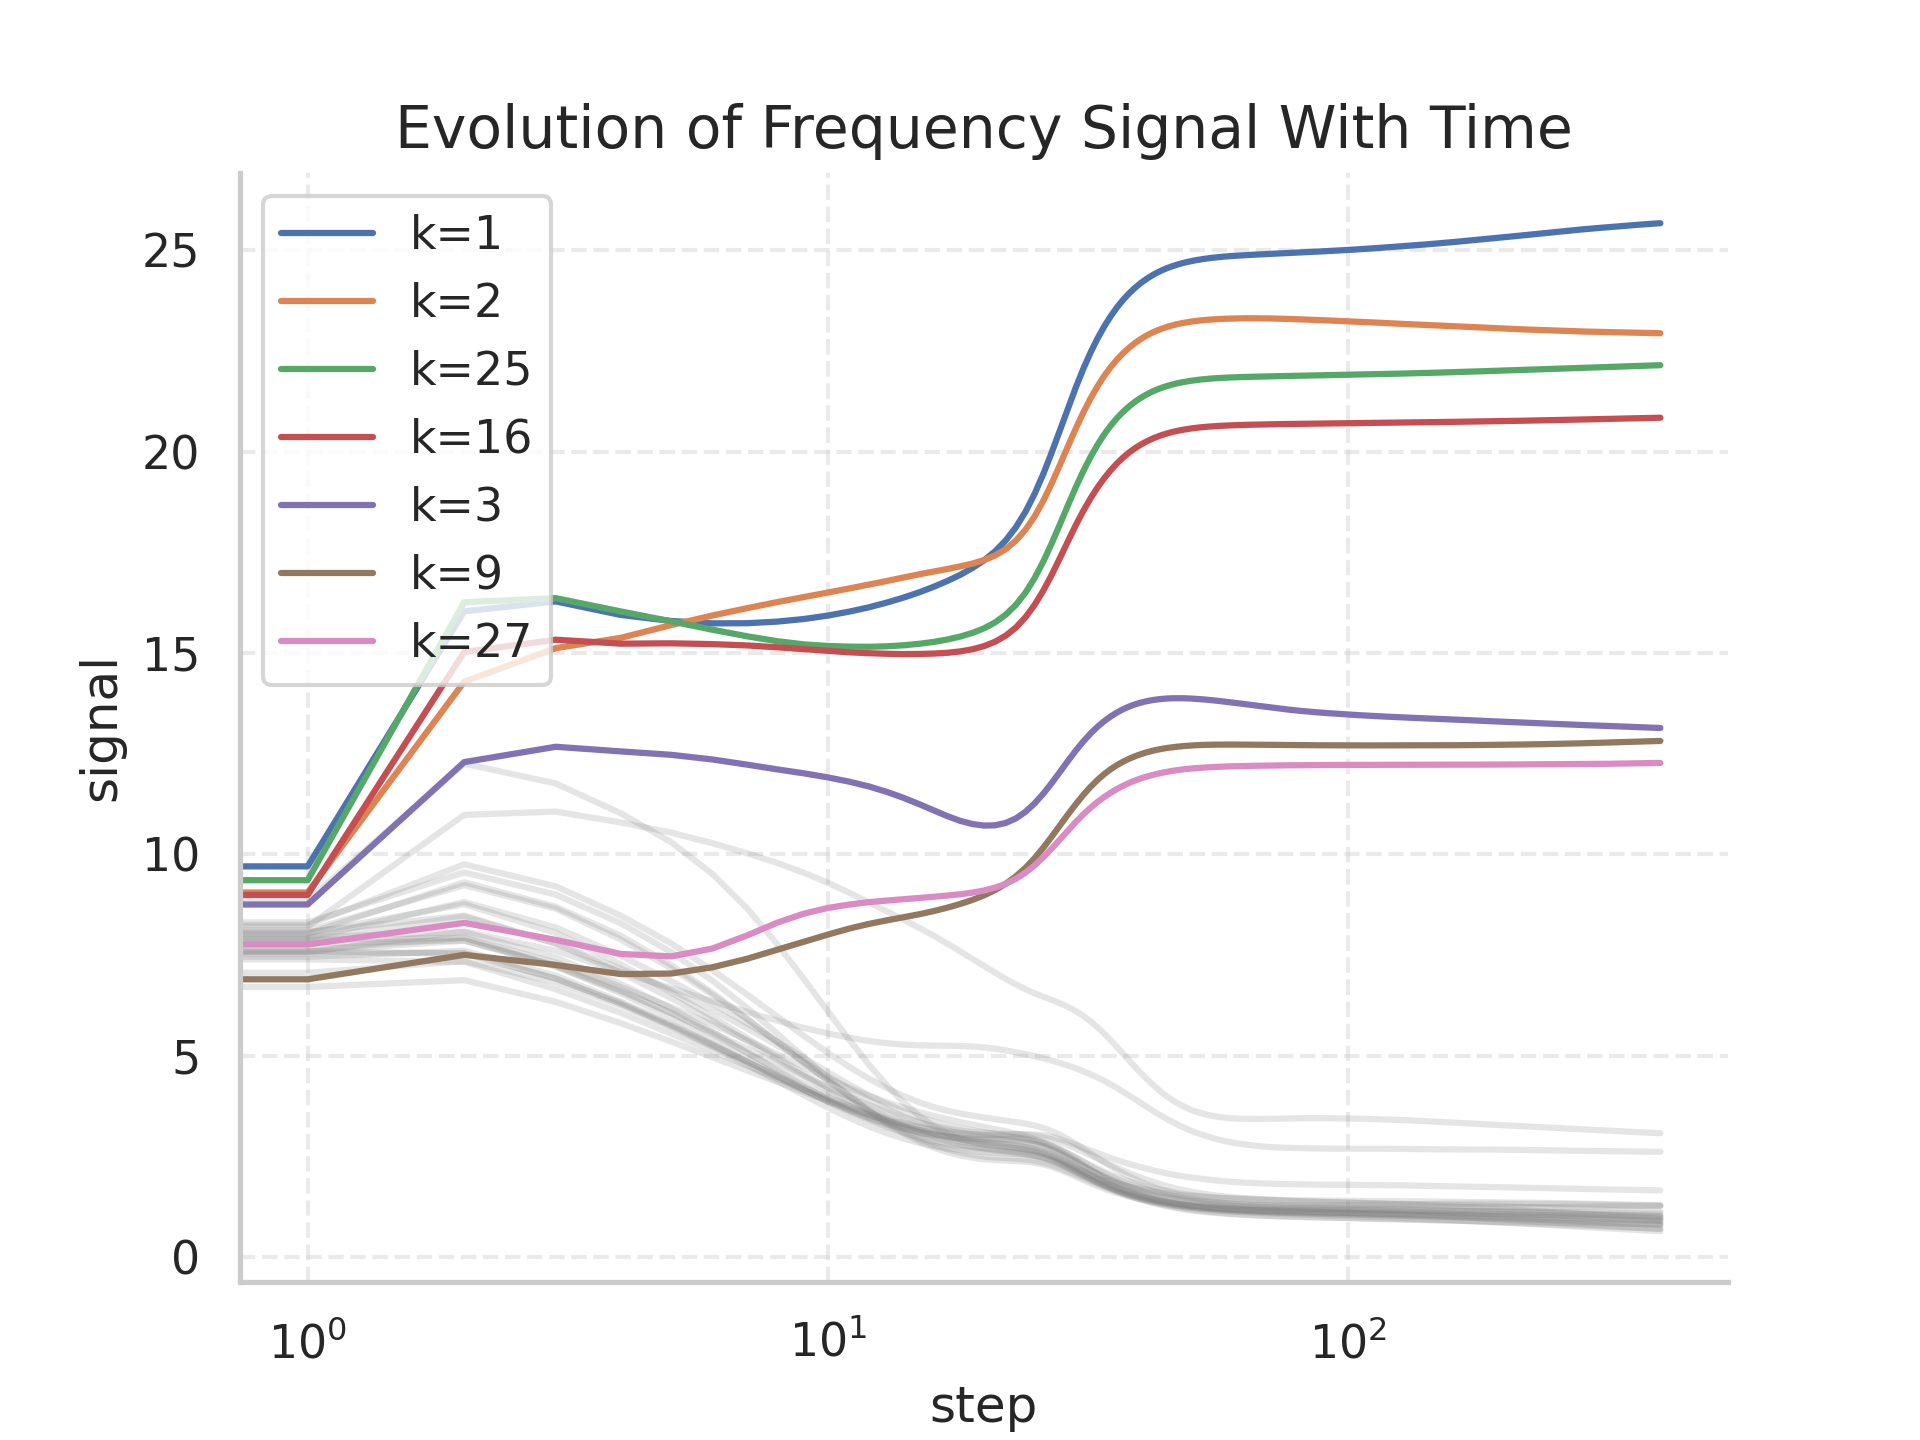 Evolution of Frequency Signal With Time
k=1
k=2
k=25
k=16
k=3
k=9
k=27
signal
25
20
15
10
5
0
10⁰ 10¹ 10²
step